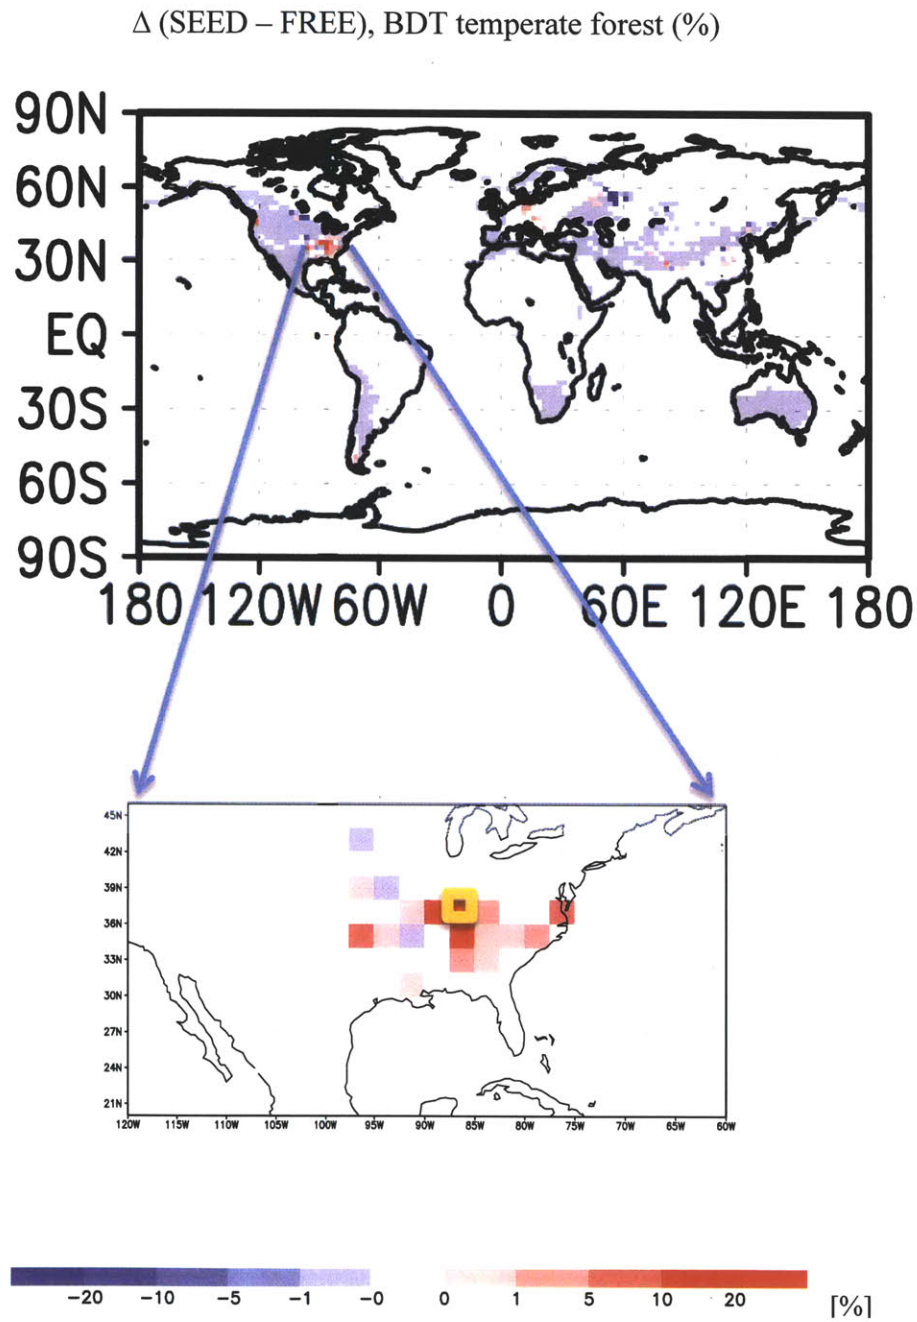 Δ (SEED – FREE), BDT temperate forest (%)
90N
60N
30N
EQ
30S
60S
90S
180 120W 60W 0 60E 120E 180
45N
42N
39N
36N
33N
30N
27N
24N
21N
120W 115W 110W 105W 100W 95W 90W 85W 80W 75W 70W 65W 60W
-20 -10 -5 -1 -0 0 1 5 10 20 [%]